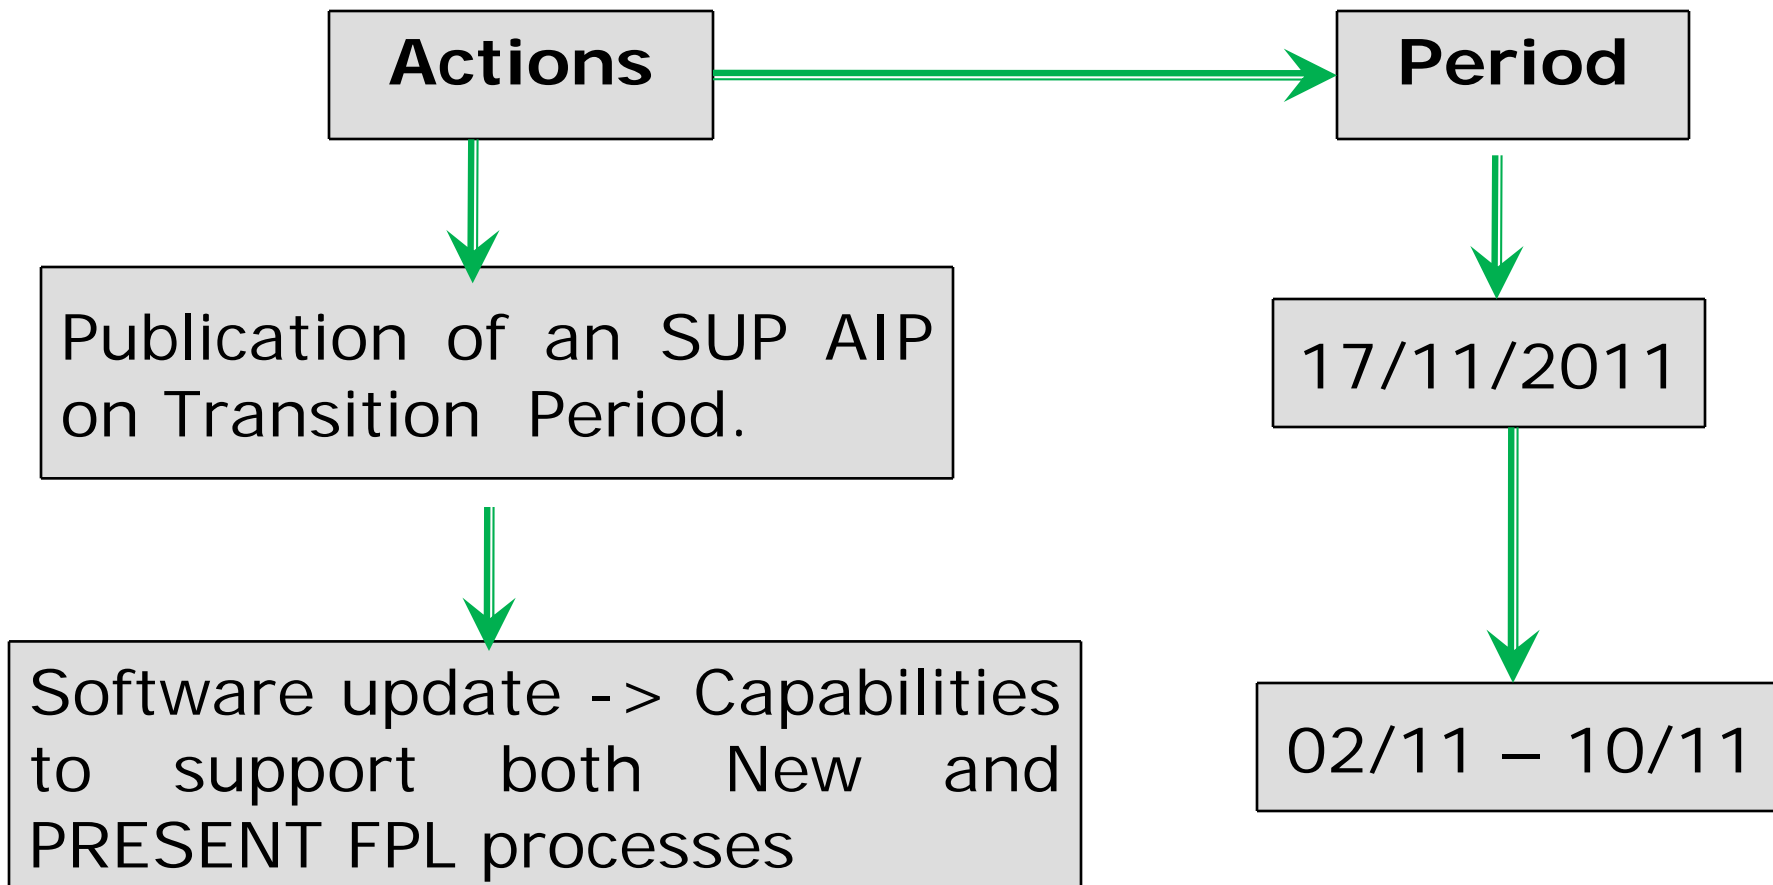 Actions
Period
Publication of an SUP AIP
on Transition Period.
17/11/2011
Software update -> Capabilities
to support both New and
PRESENT FPL processes
02/11 – 10/11